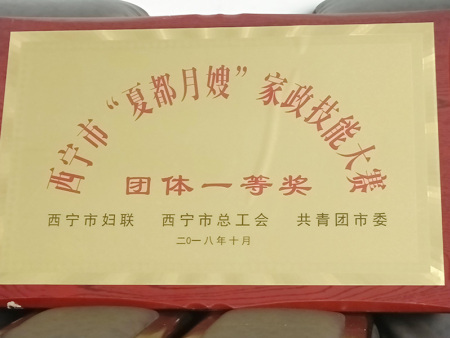 西宁市“夏都月嫂”家政技能大赛
团体一等奖
西宁市妇联 西宁市总工会 共青团市委
二0一八年十月